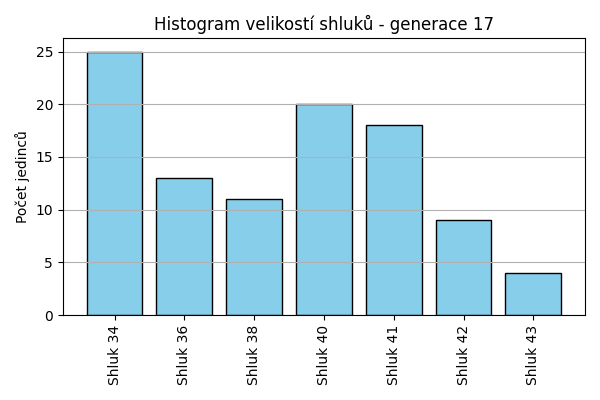 Histogram velikostí shluků - generace 17
Počet jedinců
25
20
15
10
5
0
Shluk 34
Shluk 36
Shluk 38
Shluk 40
Shluk 41
Shluk 42
Shluk 43